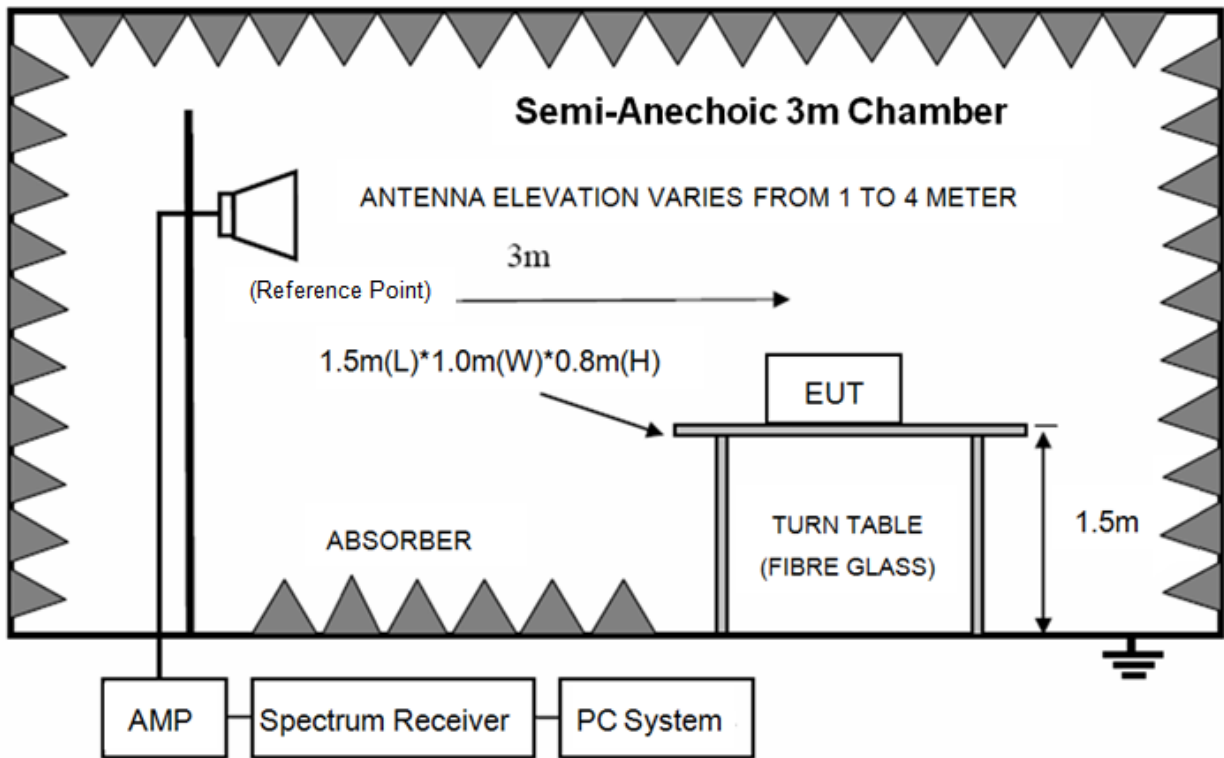 Semi-Anechoic 3m Chamber
ANTENNA ELEVATION VARIES FROM 1 TO 4 METER
3m
(Reference Point)
1.5m(L)*1.0m(W)*0.8m(H)
EUT
ABSORBER
TURN TABLE
(FIBRE GLASS)
1.5m
AMP
Spectrum Receiver
PC System